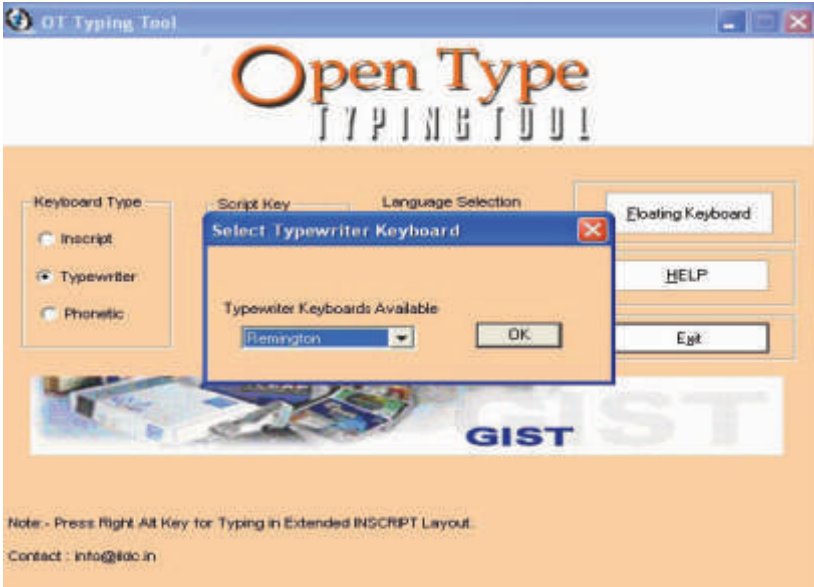 OT Typing Tool
Open Type
TYPING TOOL
Keyboard Type
Script Key
Language Selection
Inscript
Typewriter
Phonetic
Select Typewriter Keyboard
Typewriter Keyboards Available
Remington
OK
Floating Keyboard
HELP
Exit
GIST
GIST
Note:- Press Right Alt Key for Typing in Extended INSCRIPT Layout.
Contact : info@ildc.in